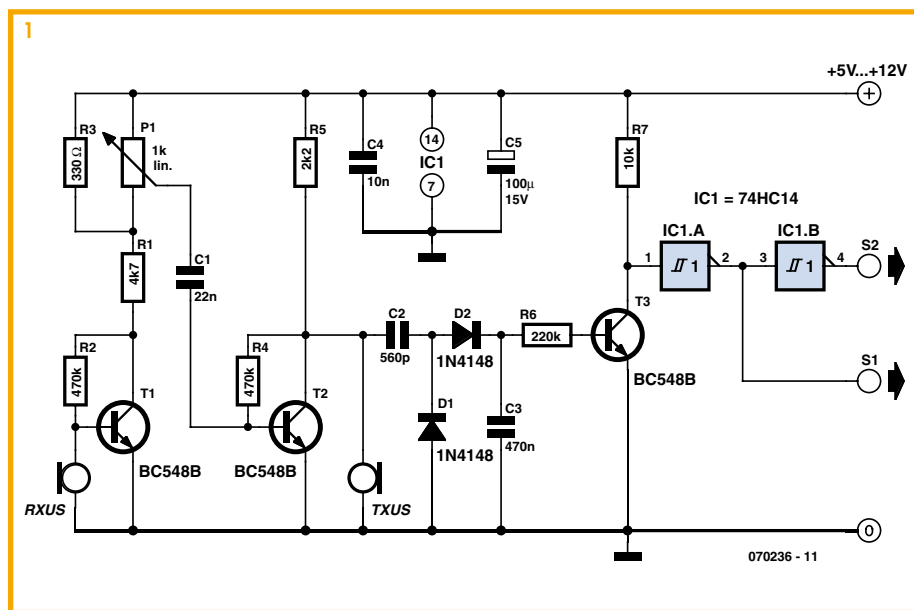 1
+5V...+12V
+
R3
330 Ω
P1
1k
lin.
R5
2k2
C4
10n
14
IC1
7
C5
100µ
15V
R7
10k
IC1 = 74HC14
IC1.A
IC1.B
1
1
2
3
1
4
S2
S1
R1
4k7
C1
22n
R2
470k
T1
BC548B
RXUS
R4
470k
T2
BC548B
TXUS
C2
560p
D2
1N4148
D1
1N4148
C3
470n
R6
220k
T3
BC548B
0
070236 - 11